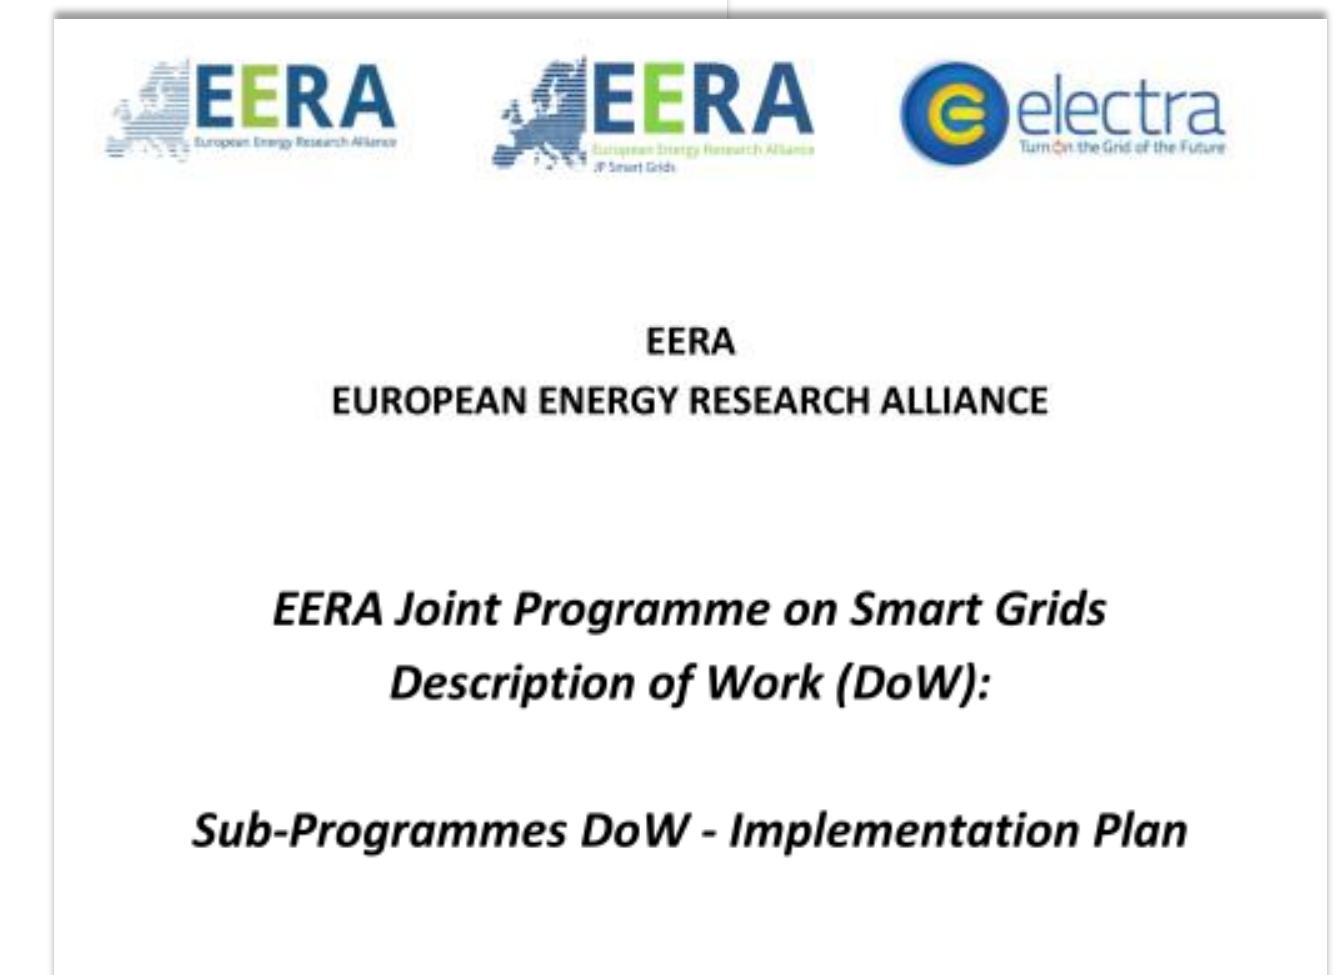 EERA
European Energy Research Alliance
EERA
European Energy Research Alliance
JP Smart Grids
electra
Turn On the Grid of the Future
EERA
EUROPEAN ENERGY RESEARCH ALLIANCE
EERA Joint Programme on Smart Grids
Description of Work (DoW):
Sub-Programmes DoW - Implementation Plan